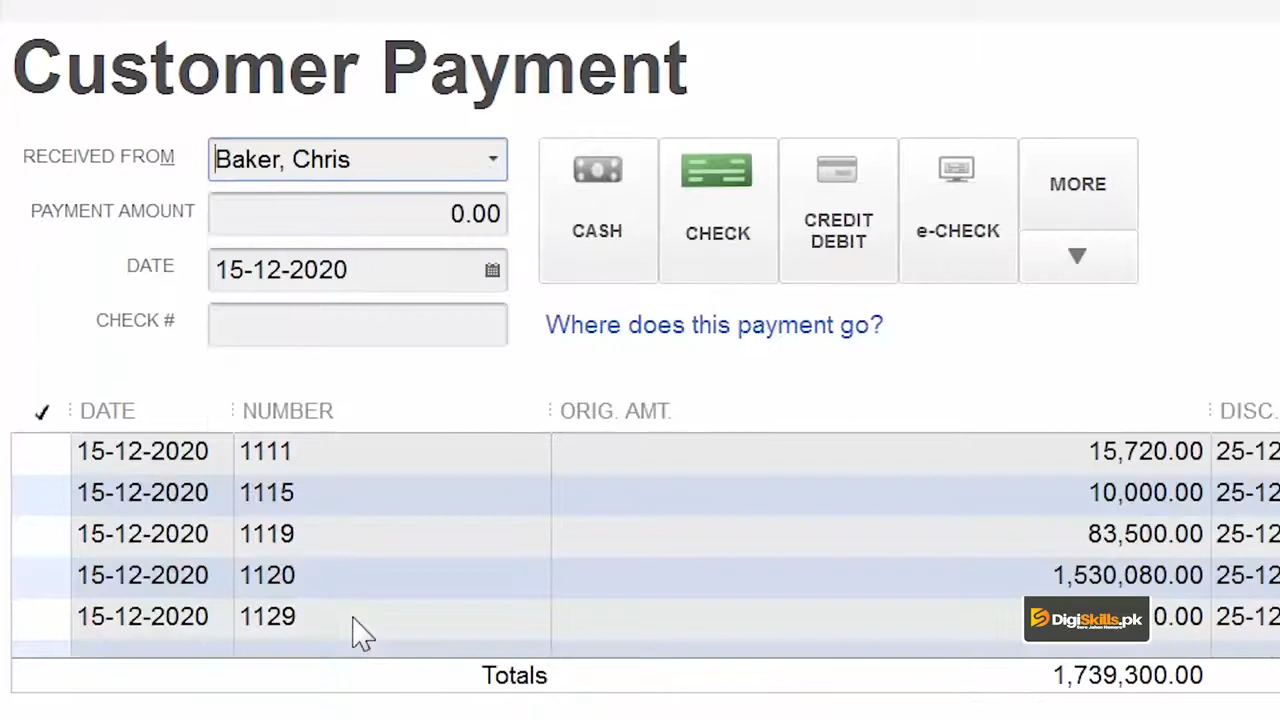 Customer Payment
RECEIVED FROM Baker, Chris
PAYMENT AMOUNT 0.00
DATE 15-12-2020
CHECK #
CASH
CHECK
CREDIT
DEBIT
e-CHECK
MORE
Where does this payment go?
✓ DATE NUMBER ORIG. AMT. DISC.
15-12-2020 1111 15,720.00 25-12
15-12-2020 1115 10,000.00 25-12
15-12-2020 1119 83,500.00 25-12
15-12-2020 1120 1,530,080.00 25-12
15-12-2020 1129 0.00 25-12
DigiSkills.pk
Totals 1,739,300.00